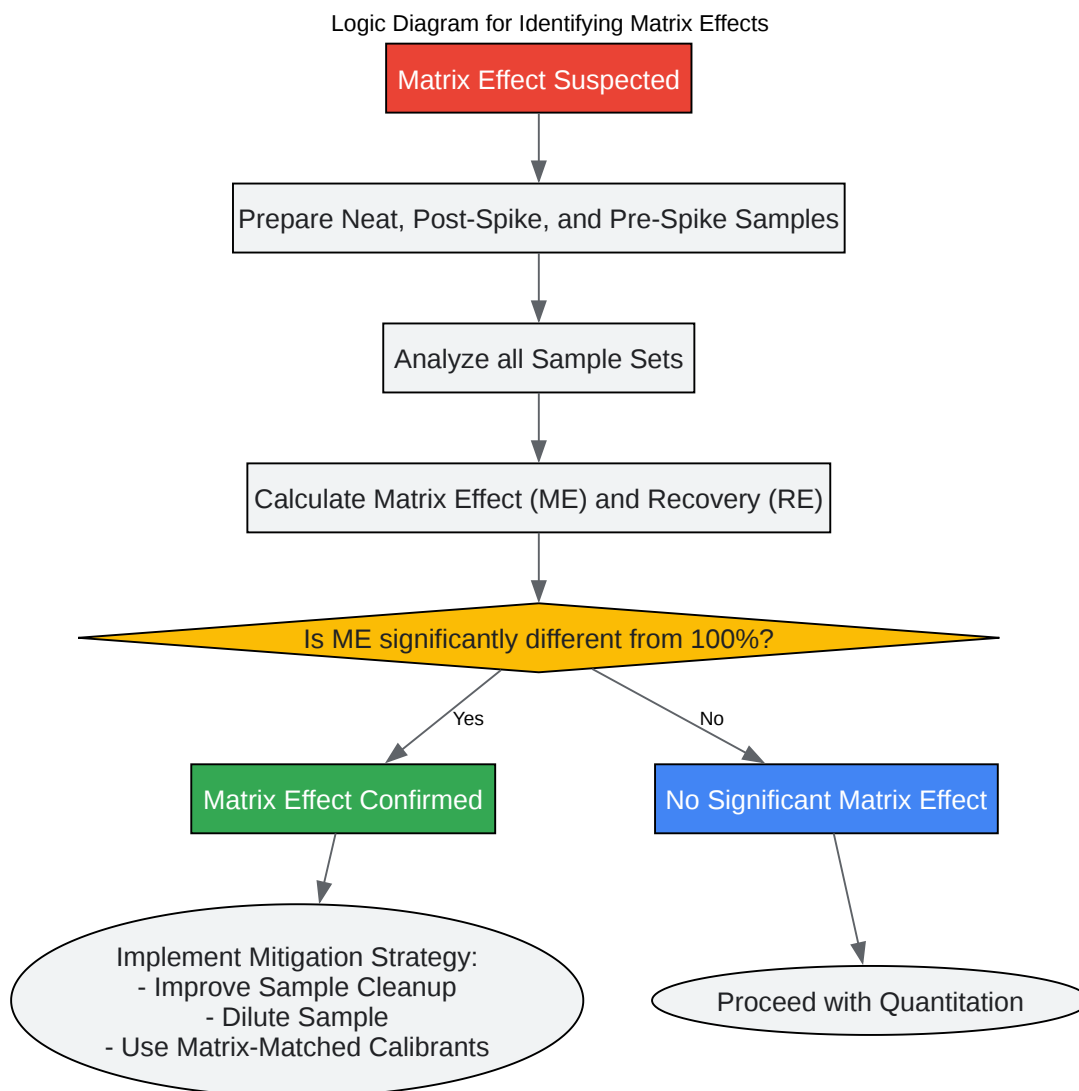 Logic Diagram for Identifying Matrix Effects
Matrix Effect Suspected
Prepare Neat, Post-Spike, and Pre-Spike Samples
Analyze all Sample Sets
Calculate Matrix Effect (ME) and Recovery (RE)
Is ME significantly different from 100%?
Yes
No
Matrix Effect Confirmed
No Significant Matrix Effect
Implement Mitigation Strategy:
- Improve Sample Cleanup
- Dilute Sample
- Use Matrix-Matched Calibrants
Proceed with Quantitation